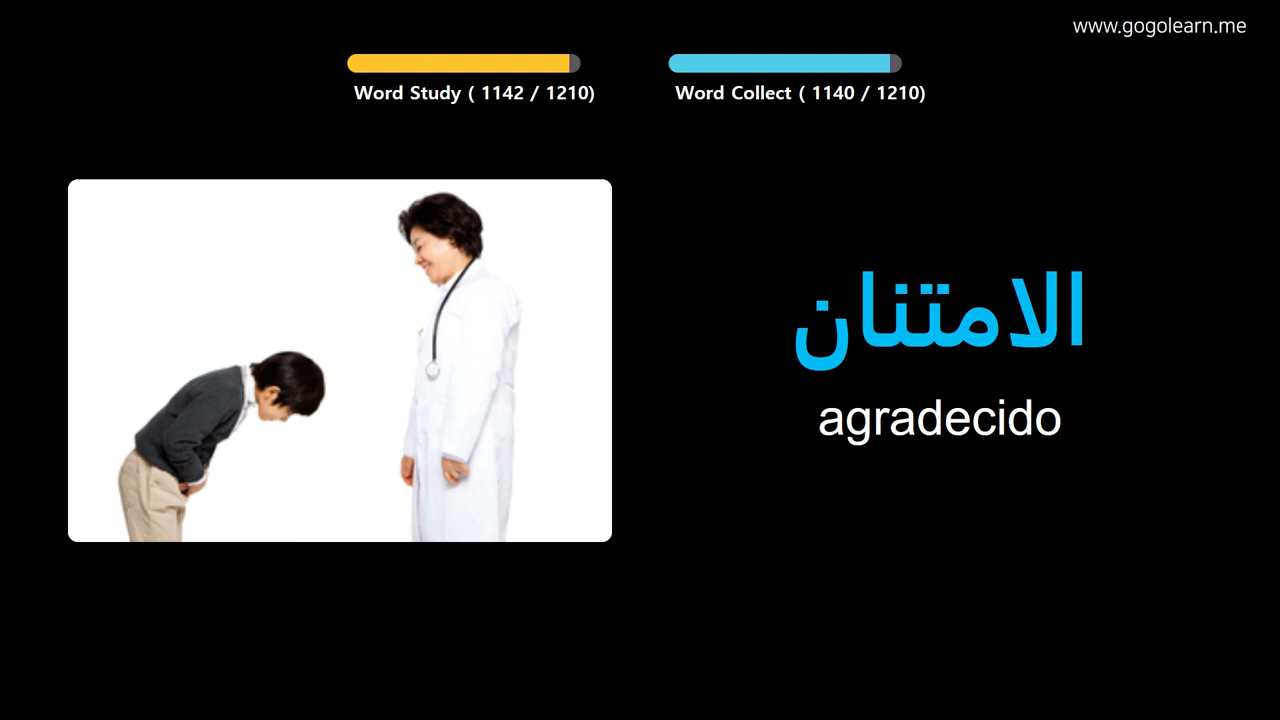 www.gogolearn.me
Word Study ( 1142 / 1210)
Word Collect ( 1140 / 1210)
الامتنان
agradecido